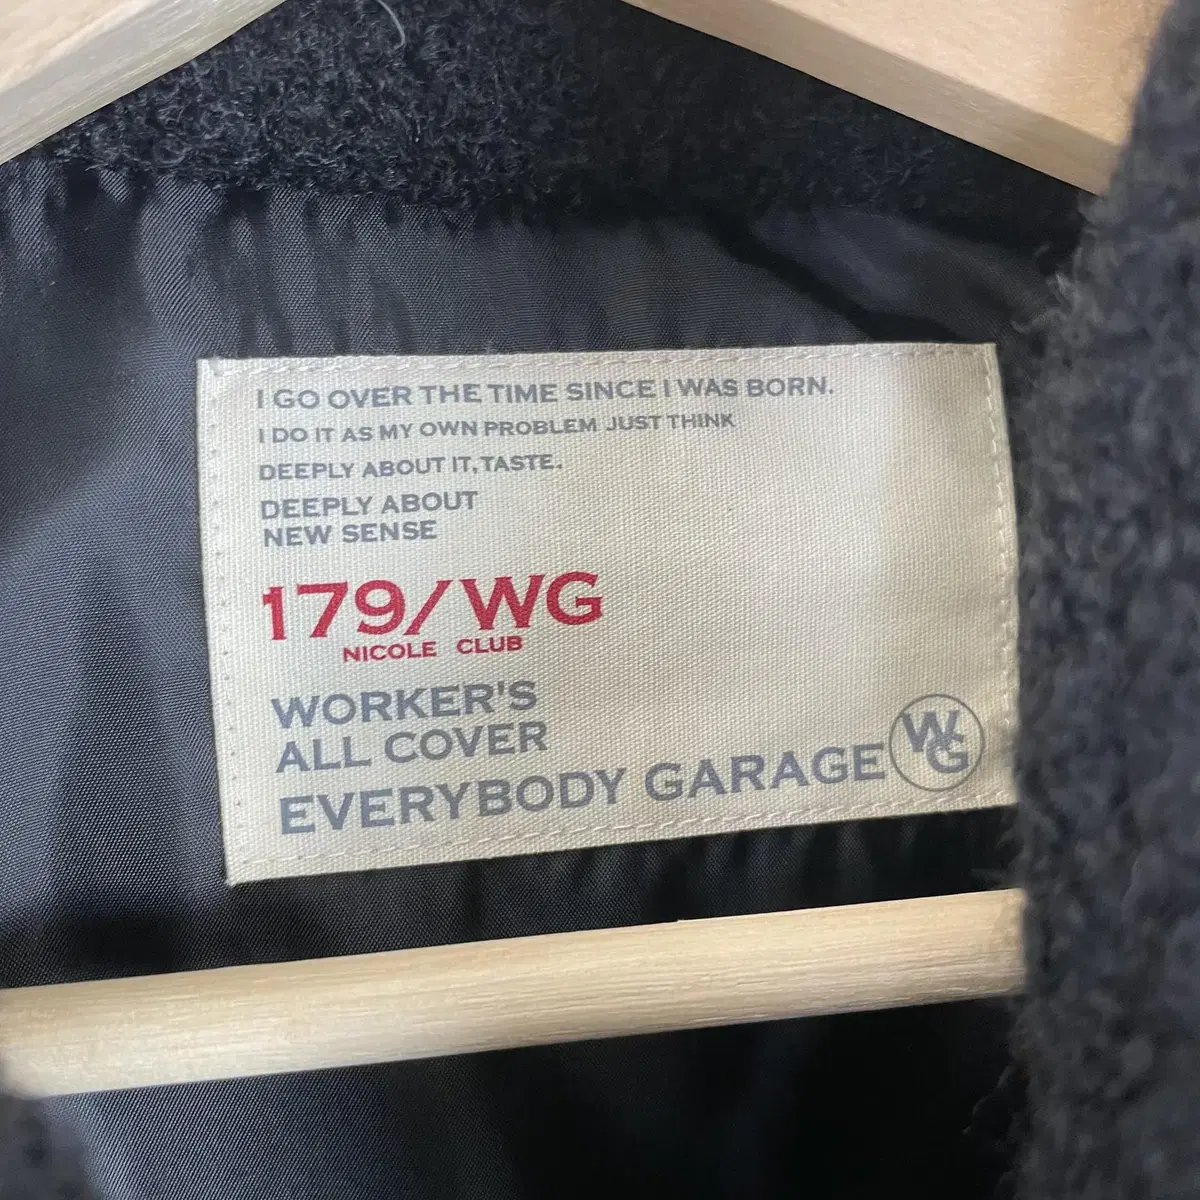 I GO OVER THE TIME SINCE I WAS BORN.
I DO IT AS MY OWN PROBLEM JUST THINK
DEEPLY ABOUT IT,TASTE.
DEEPLY ABOUT
NEW SENSE
179/WG
NICOLE CLUB
WORKER'S
ALL COVER
EVERYBODY GARAGE
WG